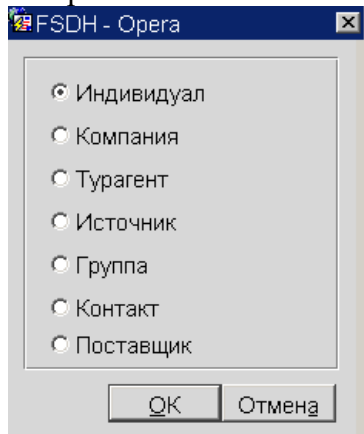 FSDH - Opera
Индивидуал
Компания
Турагент
Источник
Группа
Контакт
Поставщик
OK Отмена